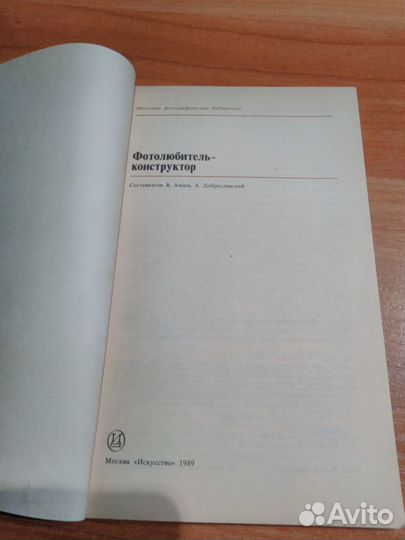 Массовая фотографическая библиотека
Фотолюбитель-
конструктор
Составители В. Анцев, А. Доброславский
Москва «Искусство» 1989
Avito